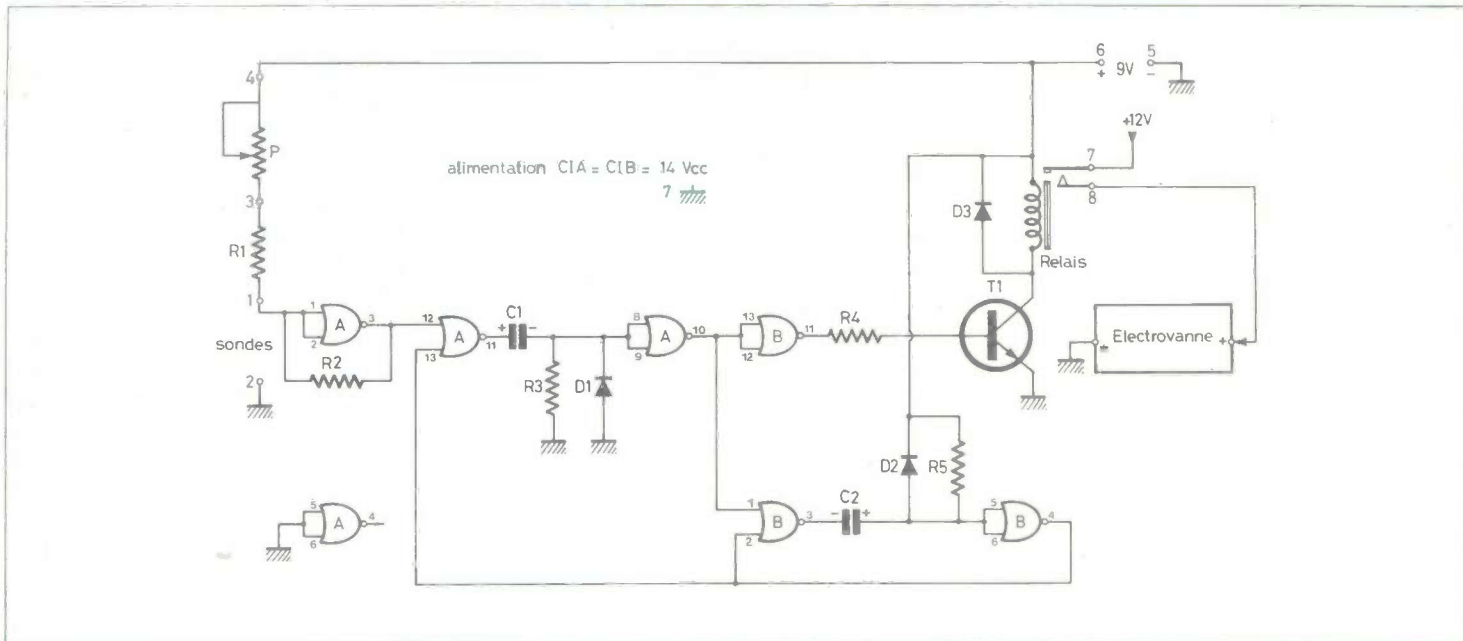 4
6
5
+ 9V −
+12V
P
alimentation CIA = CIB = 14 Vcc
7
7
3
8
D3
R1
Relais
T1
1
1
A
3
12
C1
+ −
8
13
R4
2
A
11
A
10
B
11
sondes
13
9
12
Electrovanne
− +
R2
R3
D1
2
D2
R5
C2
− +
1
B
3
5
B
4
2
6
5
A
4
6